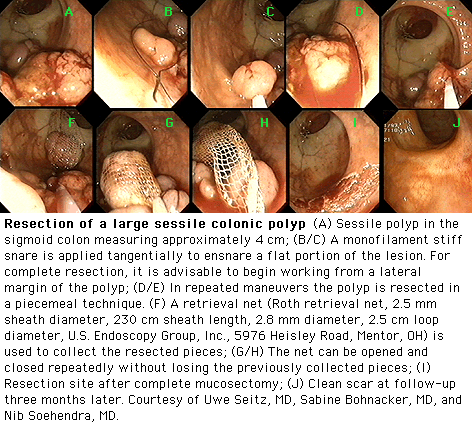 A B C D E
F G H I J
Resection of a large sessile colonic polyp (A) Sessile polyp in the
sigmoid colon measuring approximately 4 cm; (B/C) A monofilament stiff
snare is applied tangentially to ensnare a flat portion of the lesion. For
complete resection, it is advisable to begin working from a lateral
margin of the polyp; (D/E) In repeated maneuvers the polyp is resected in
a piecemeal technique. (F) A retrieval net (Roth retrieval net, 2.5 mm
sheath diameter, 230 cm sheath length, 2.8 mm diameter, 2.5 cm loop
diameter, U.S. Endoscopy Group, Inc., 5976 Heisley Road, Mentor, OH) is
used to collect the resected pieces; (G/H) The net can be opened and
closed repeatedly without losing the previously collected pieces; (I)
Resection site after complete mucosectomy; (J) Clean scar at follow-up
three months later. Courtesy of Uwe Seitz, MD, Sabine Bohnacker, MD, and
Nib Soehendra, MD.